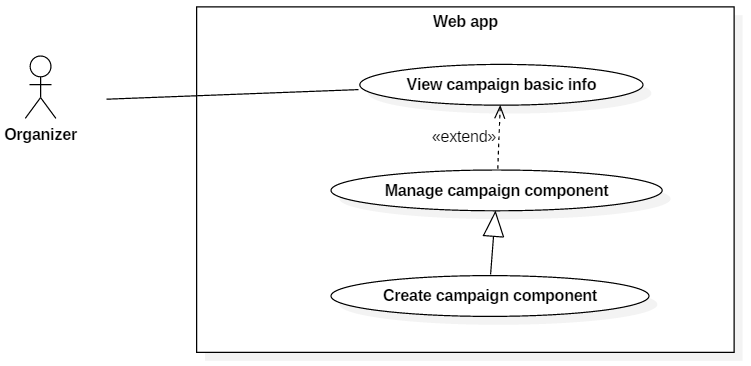 Web app
View campaign basic info
Organizer
«extend»
Manage campaign component
Create campaign component